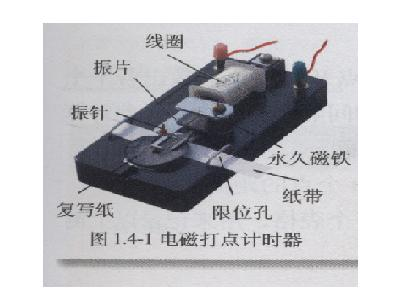 线圈
振片
振针
永久磁铁
纸带
复写纸
限位孔
图 1.4-1 电磁打点计时器